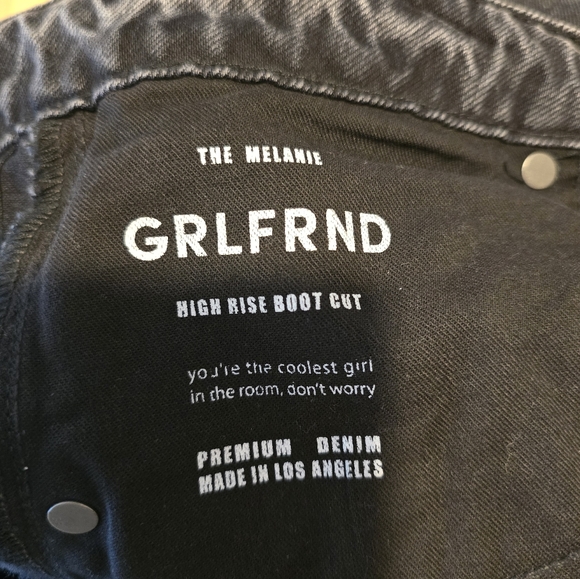 THE MELANIE
GRLFRND
HIGH RISE BOOT CUT
you're the coolest girl
in the room, don't worry
PREMIUM DENIM
MADE IN LOS ANGELES